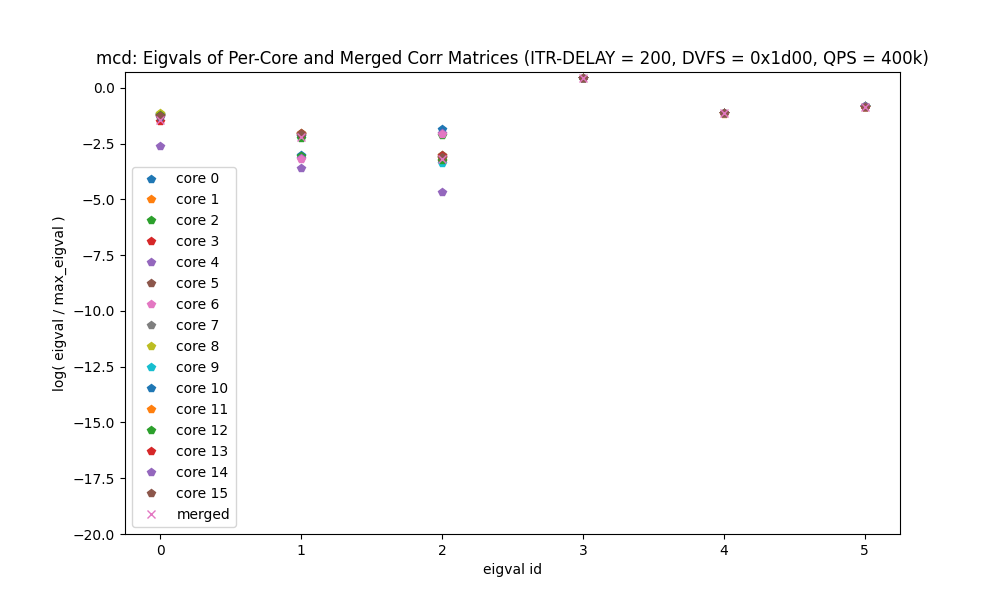 mcd: Eigvals of Per-Core and Merged Corr Matrices (ITR-DELAY = 200, DVFS = 0x1d00, QPS = 400k)
0.0
−2.5
−5.0
−7.5
−10.0
−12.5
−15.0
−17.5
−20.0
log( eigval / max_eigval )
core 0
core 1
core 2
core 3
core 4
core 5
core 6
core 7
core 8
core 9
core 10
core 11
core 12
core 13
core 14
core 15
merged
0 1 2 3 4 5
eigval id